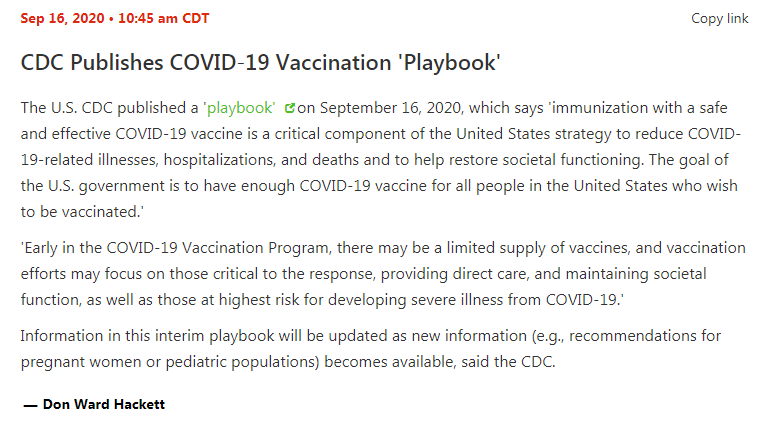 Sep 16, 2020 • 10:45 am CDT
Copy link
CDC Publishes COVID-19 Vaccination 'Playbook'
The U.S. CDC published a 'playbook' on September 16, 2020, which says 'immunization with a safe
and effective COVID-19 vaccine is a critical component of the United States strategy to reduce COVID-
19-related illnesses, hospitalizations, and deaths and to help restore societal functioning. The goal of
the U.S. government is to have enough COVID-19 vaccine for all people in the United States who wish
to be vaccinated.'
'Early in the COVID-19 Vaccination Program, there may be a limited supply of vaccines, and vaccination
efforts may focus on those critical to the response, providing direct care, and maintaining societal
function, as well as those at highest risk for developing severe illness from COVID-19.'
Information in this interim playbook will be updated as new information (e.g., recommendations for
pregnant women or pediatric populations) becomes available, said the CDC.
— Don Ward Hackett